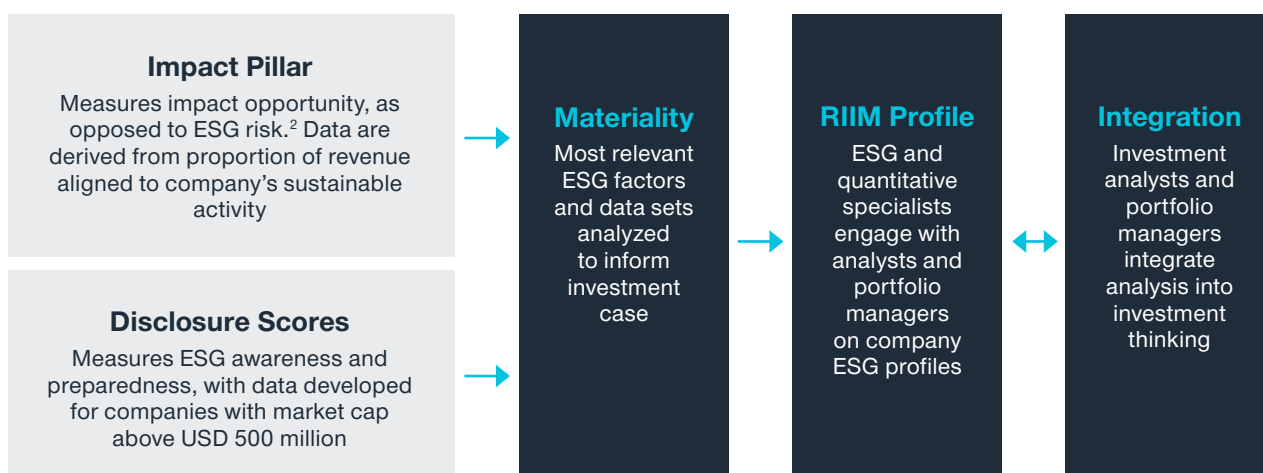 Impact Pillar
Measures impact opportunity, as
opposed to ESG risk.² Data are
derived from proportion of revenue
aligned to company’s sustainable
activity
Disclosure Scores
Measures ESG awareness and
preparedness, with data developed
for companies with market cap
above USD 500 million
Materiality
Most relevant
ESG factors
and data sets
analyzed
to inform
investment
case
RIIM Profile
ESG and
quantitative
specialists
engage with
analysts and
portfolio
managers
on company
ESG profiles
Integration
Investment
analysts and
portfolio
managers
integrate
analysis into
investment
thinking